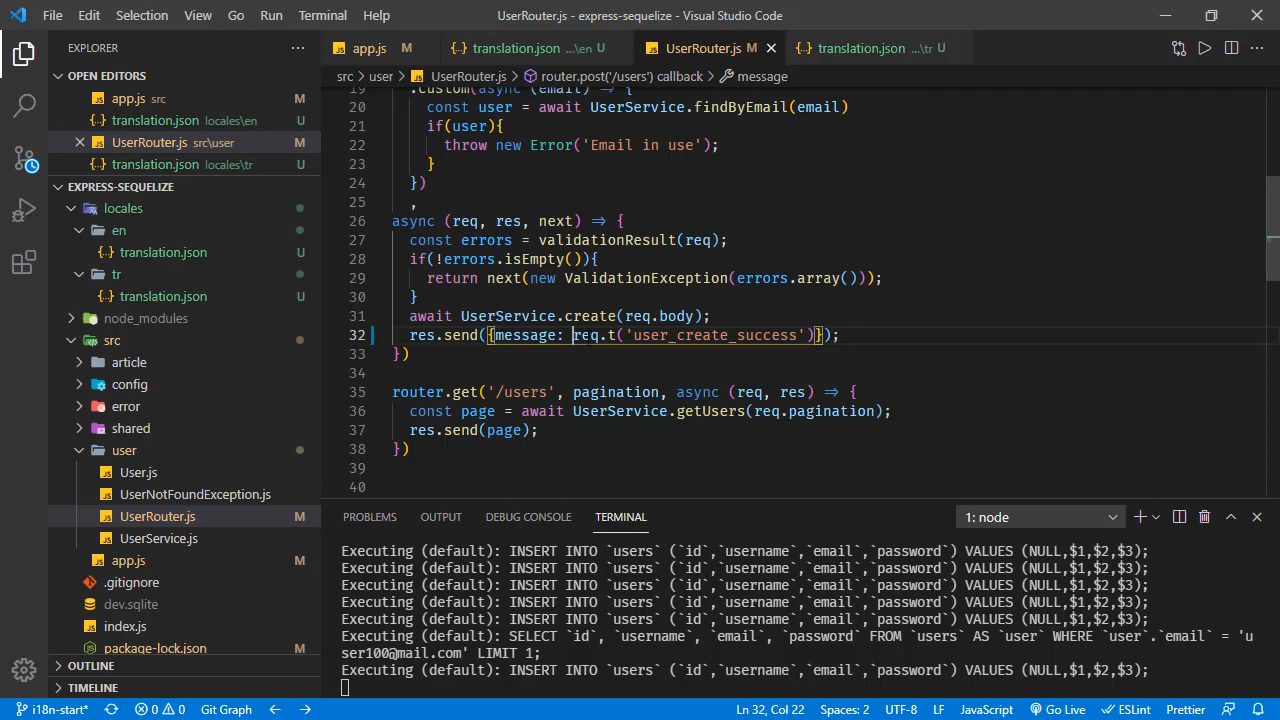 File Edit Selection View Go Run Terminal Help
UserRouter.js - express-sequelize - Visual Studio Code
EXPLORER
OPEN EDITORS
app.js src M
translation.json locales\en U
UserRouter.js src\user M
translation.json locales\tr U
EXPRESS-SEQUELIZE
locales
en
translation.json U
tr
translation.json U
node_modules
src
article
config
error
shared
user
User.js
UserNotFoundException.js
UserRouter.js M
UserService.js
app.js M
.gitignore
dev.sqlite
index.js
package-lock.json
OUTLINE
TIMELINE
app.js M translation.json ...\en U UserRouter.js M translation.json ...\tr U
src > user > UserRouter.js > router.post('/users') callback > message
19 .custom(async (email) => {
20 const user = await UserService.findByEmail(email)
21 if(user){
22 throw new Error('Email in use');
23 }
24 })
25 ,
26 async (req, res, next) => {
27 const errors = validationResult(req);
28 if(!errors.isEmpty()){
29 return next(new ValidationException(errors.array()));
30 }
31 await UserService.create(req.body);
32 res.send({message: req.t('user_create_success')});
33 })
34
35 router.get('/users', pagination, async (req, res) => {
36 const page = await UserService.getUsers(req.pagination);
37 res.send(page);
38 })
39
40
PROBLEMS OUTPUT DEBUG CONSOLE TERMINAL 1: node
Executing (default): INSERT INTO `users` (`id`,`username`,`email`,`password`) VALUES (NULL,$1,$2,$3);
Executing (default): INSERT INTO `users` (`id`,`username`,`email`,`password`) VALUES (NULL,$1,$2,$3);
Executing (default): INSERT INTO `users` (`id`,`username`,`email`,`password`) VALUES (NULL,$1,$2,$3);
Executing (default): INSERT INTO `users` (`id`,`username`,`email`,`password`) VALUES (NULL,$1,$2,$3);
Executing (default): INSERT INTO `users` (`id`,`username`,`email`,`password`) VALUES (NULL,$1,$2,$3);
Executing (default): SELECT `id`, `username`, `email`, `password` FROM `users` AS `user` WHERE `user`.`email` = 'u
ser100@mail.com' LIMIT 1;
Executing (default): INSERT INTO `users` (`id`,`username`,`email`,`password`) VALUES (NULL,$1,$2,$3);
i18n-start* 0 0 Git Graph Ln 32, Col 22 Spaces: 2 UTF-8 LF JavaScript Go Live ESLint Prettier